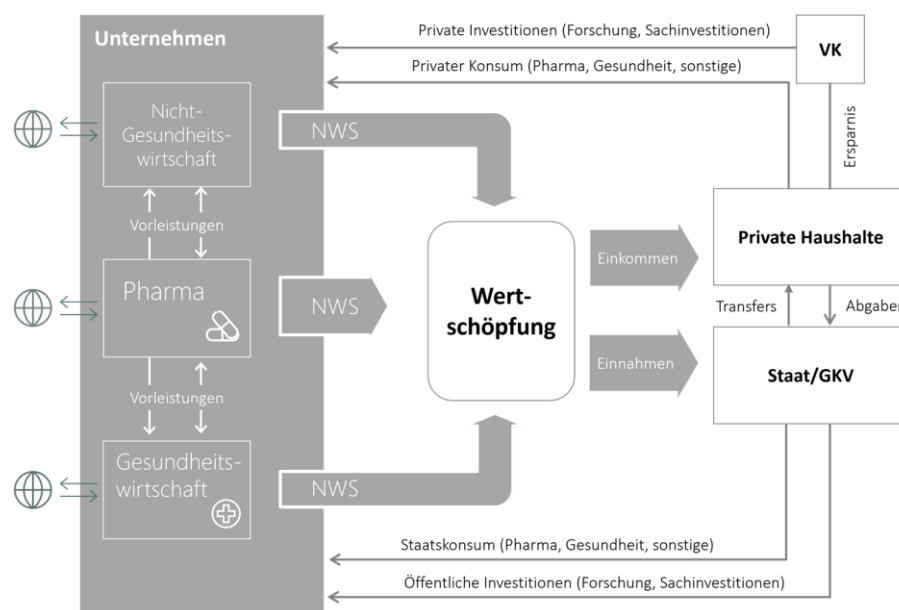 Unternehmen
Private Investitionen (Forschung, Sachinvestitionen)
VK
Privater Konsum (Pharma, Gesundheit, sonstige)
Nicht-
Gesundheits-
wirtschaft
NWS
Ersparnis
Vorleistungen
Private Haushalte
Einkommen
Pharma
NWS
Wert-
schöpfung
Transfers
Abgaben
Einnahmen
Staat/GKV
Vorleistungen
Gesundheits-
wirtschaft
NWS
Staatskonsum (Pharma, Gesundheit, sonstige)
Öffentliche Investitionen (Forschung, Sachinvestitionen)